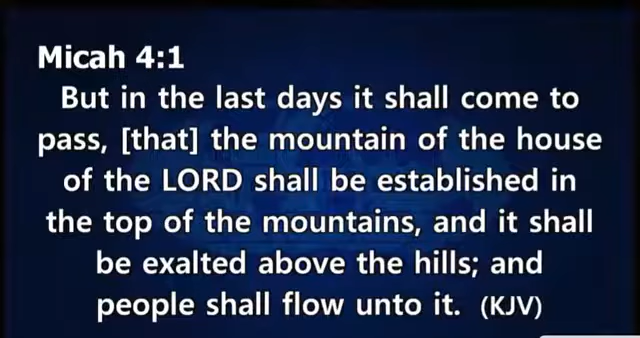 Micah 4:1
But in the last days it shall come to
pass, [that] the mountain of the house
of the LORD shall be established in
the top of the mountains, and it shall
be exalted above the hills; and
people shall flow unto it. (KJV)